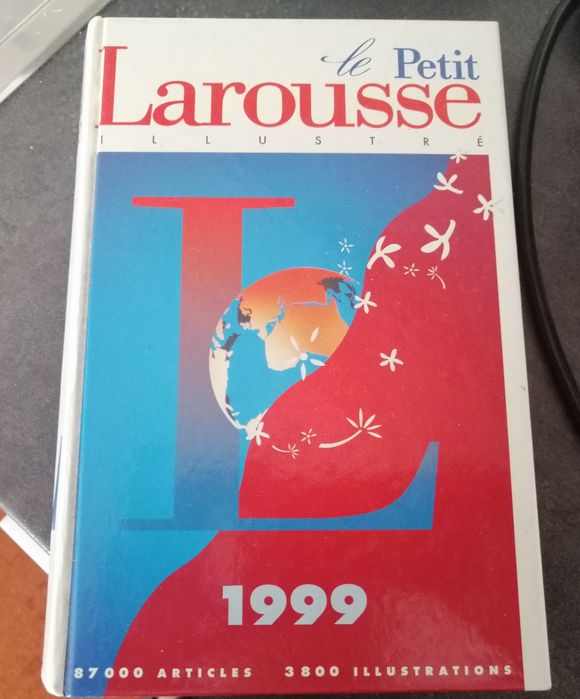 le Petit
Larousse
ILLUSTRÉ
L
1999
87000 ARTICLES 3800 ILLUSTRATIONS